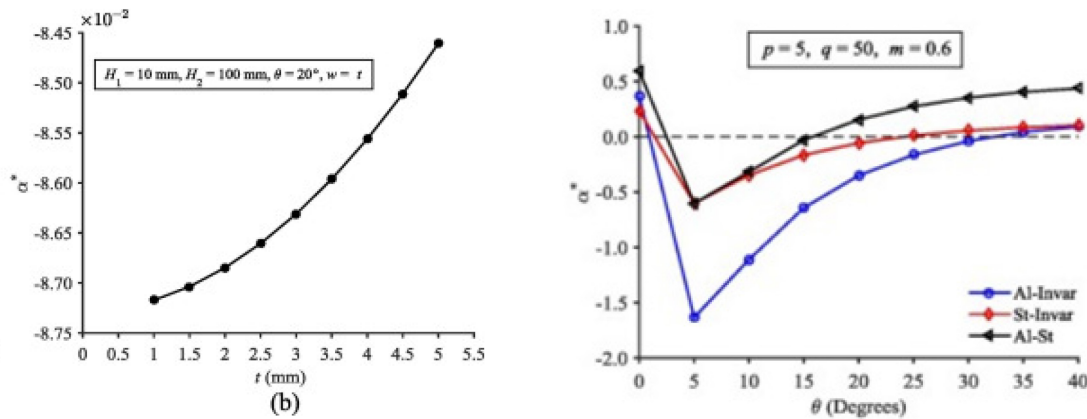 ×10⁻²
-8.45
-8.50
-8.55
-8.60
-8.65
-8.70
-8.75
α*
H₁ = 10 mm, H₂ = 100 mm, θ = 20°, w = t
0 0.5 1 1.5 2 2.5 3 3.5 4 4.5 5 5.5
t (mm)
(b)
1.0
0.5
0.0
-0.5
-1.0
-1.5
-2.0
α*
p = 5, q = 50, m = 0.6
Al-Invar
St-Invar
Al-St
0 5 10 15 20 25 30 35 40
θ (Degrees)